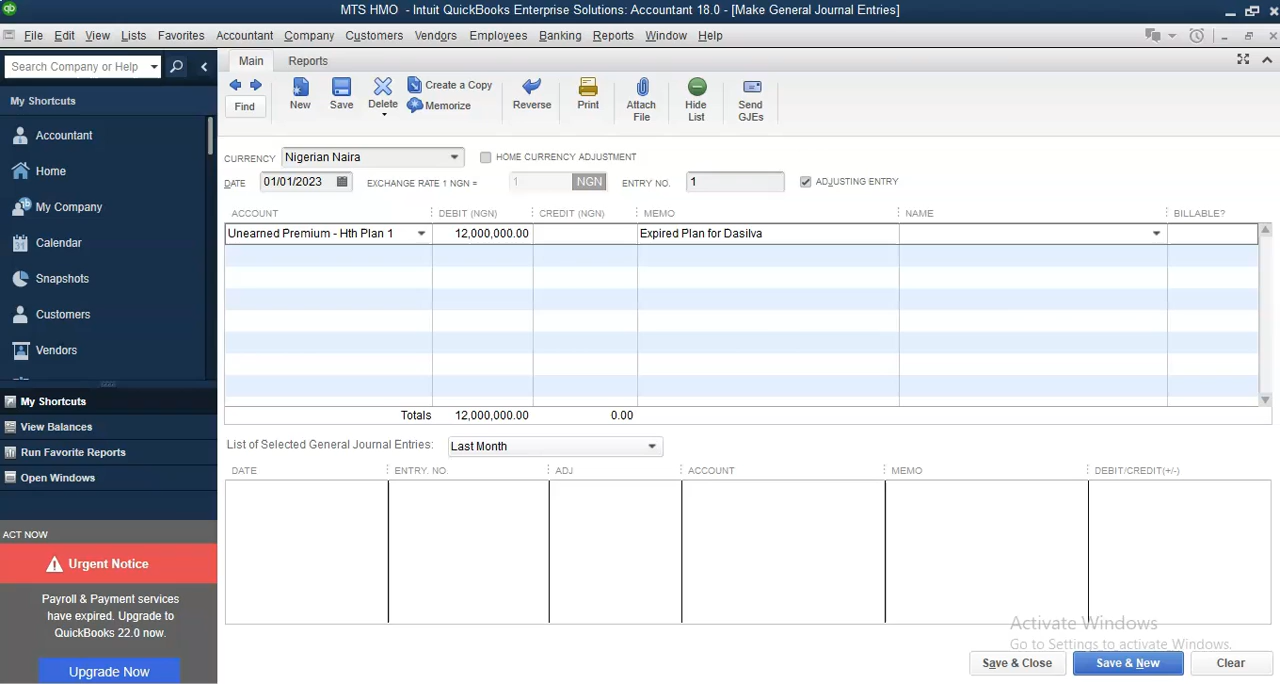 MTS HMO - Intuit QuickBooks Enterprise Solutions: Accountant 18.0 - [Make General Journal Entries]
File Edit View Lists Favorites Accountant Company Customers Vendors Employees Banking Reports Window Help
Search Company or Help
My Shortcuts
Accountant
Home
My Company
Calendar
Snapshots
Customers
Vendors
My Shortcuts
View Balances
Run Favorite Reports
Open Windows
ACT NOW
Urgent Notice
Payroll & Payment services
have expired. Upgrade to
QuickBooks 22.0 now.
Upgrade Now
Main Reports
Find
New
Save
Delete
Create a Copy
Memorize
Reverse
Print
Attach
File
Hide
List
Send
GJEs
CURRENCY Nigerian Naira HOME CURRENCY ADJUSTMENT
DATE 01/01/2023 EXCHANGE RATE 1 NGN = 1 NGN ENTRY NO. 1 ADJUSTING ENTRY
ACCOUNT DEBIT (NGN) CREDIT (NGN) MEMO NAME BILLABLE?
Unearned Premium - Hth Plan 1 12,000,000.00 Expired Plan for Dasilva
Totals 12,000,000.00 0.00
List of Selected General Journal Entries: Last Month
DATE ENTRY. NO. ADJ ACCOUNT MEMO DEBIT/CREDIT(+/-)
Activate Windows
Go to Settings to activate Windows.
Save & Close Save & New Clear